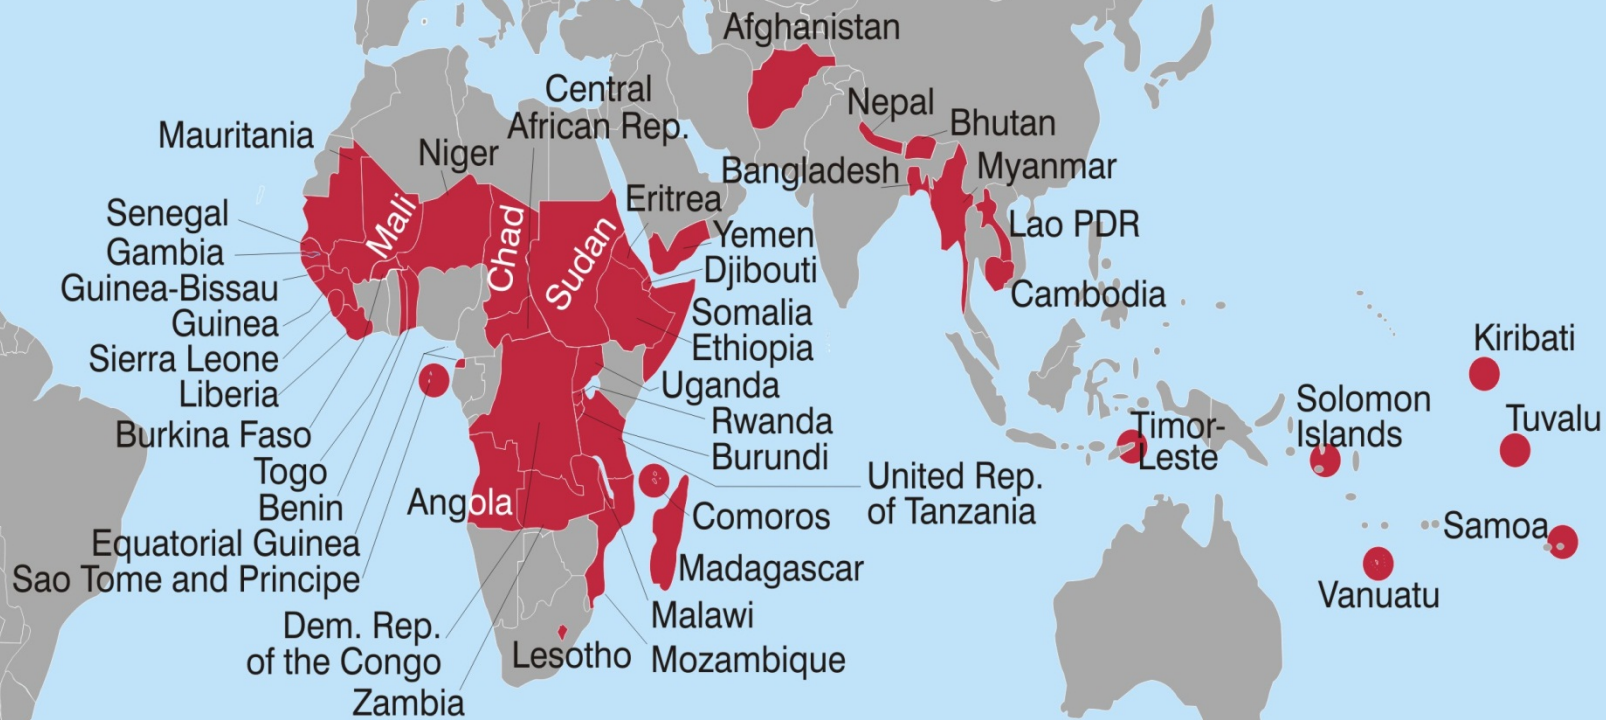 Afghanistan
Central
African Rep.
Nepal
Bhutan
Mauritania
Niger
Bangladesh
Myanmar
Senegal
Mali
Chad
Sudan
Eritrea
Yemen
Lao PDR
Gambia
Djibouti
Guinea-Bissau
Cambodia
Guinea
Somalia
Sierra Leone
Ethiopia
Kiribati
Liberia
Uganda
Solomon
Islands
Tuvalu
Burkina Faso
Rwanda
Timor-
Leste
Burundi
Togo
United Rep.
of Tanzania
Benin
Angola
Comoros
Samoa
Equatorial Guinea
Sao Tome and Principe
Madagascar
Vanuatu
Malawi
Dem. Rep.
of the Congo
Lesotho
Mozambique
Zambia